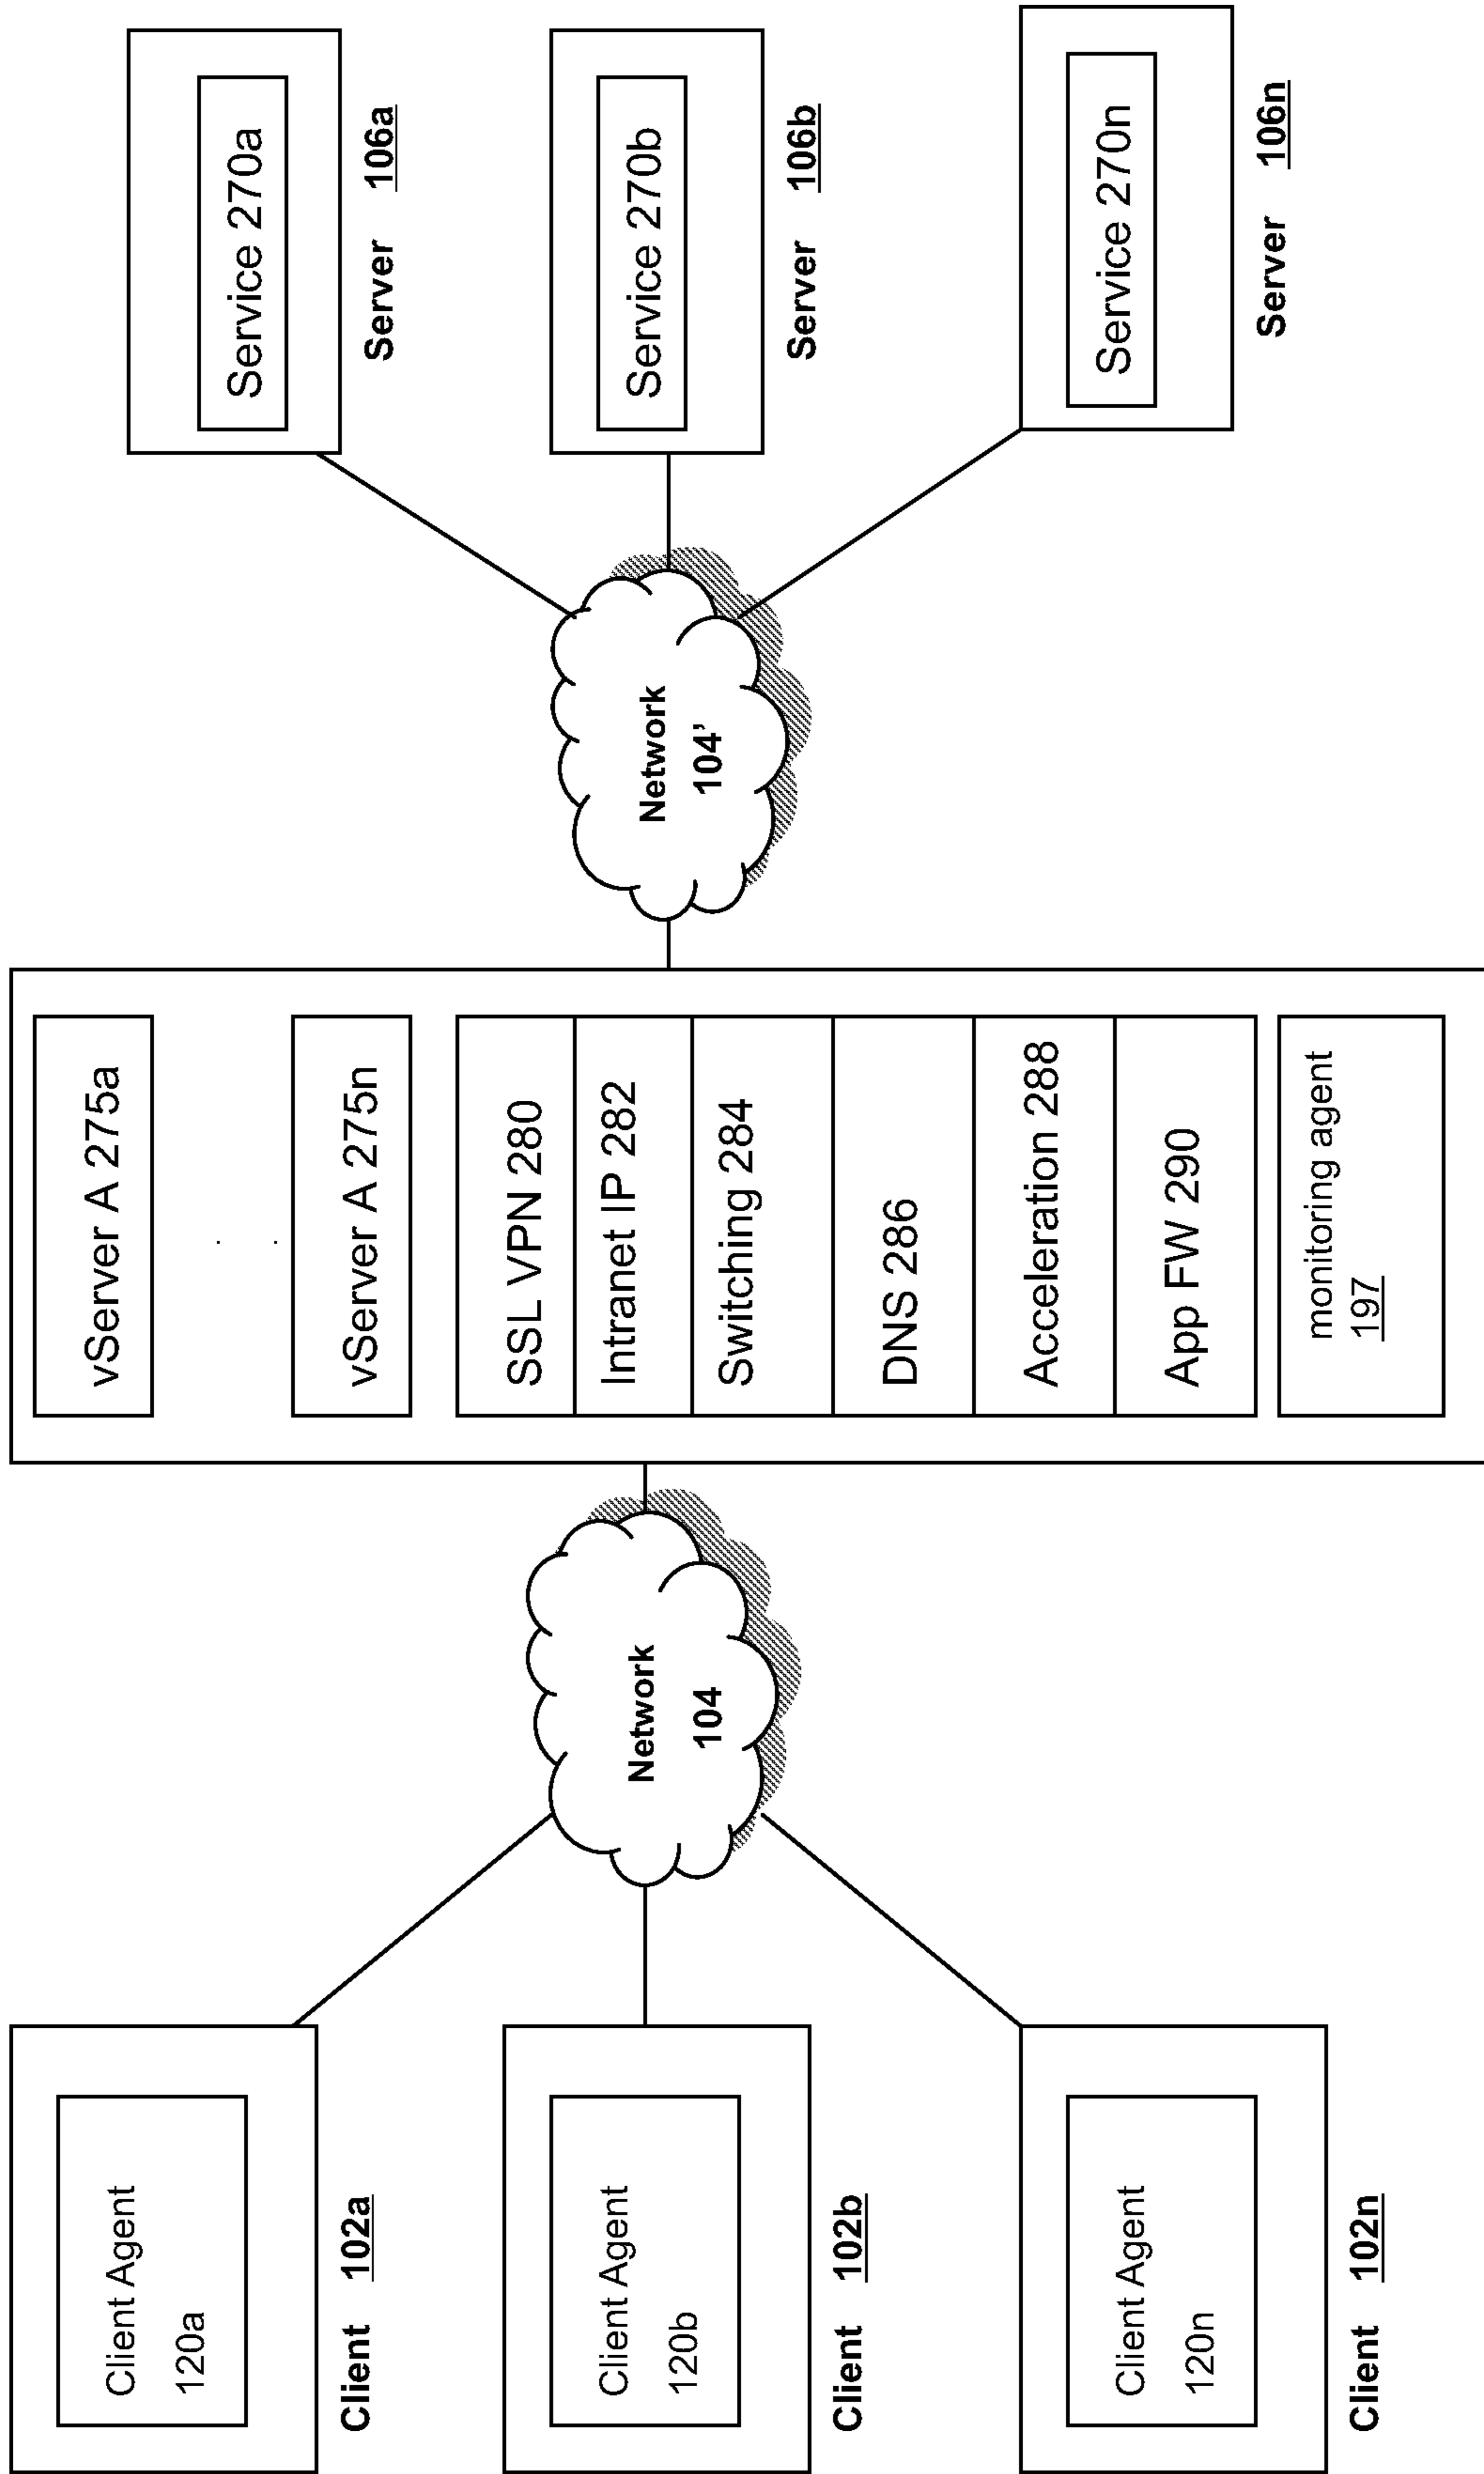 Client Agent
120a
Client 102a
Client Agent
120b
Client 102b
Client Agent
120n
Client 102n
Network
104
vServer A 275a
.
.
vServer A 275n
SSL VPN 280
Intranet IP 282
Switching 284
DNS 286
Acceleration 288
App FW 290
monitoring agent
197
Network
104’
Service 270a
Server 106a
Service 270b
Server 106b
Service 270n
Server 106n